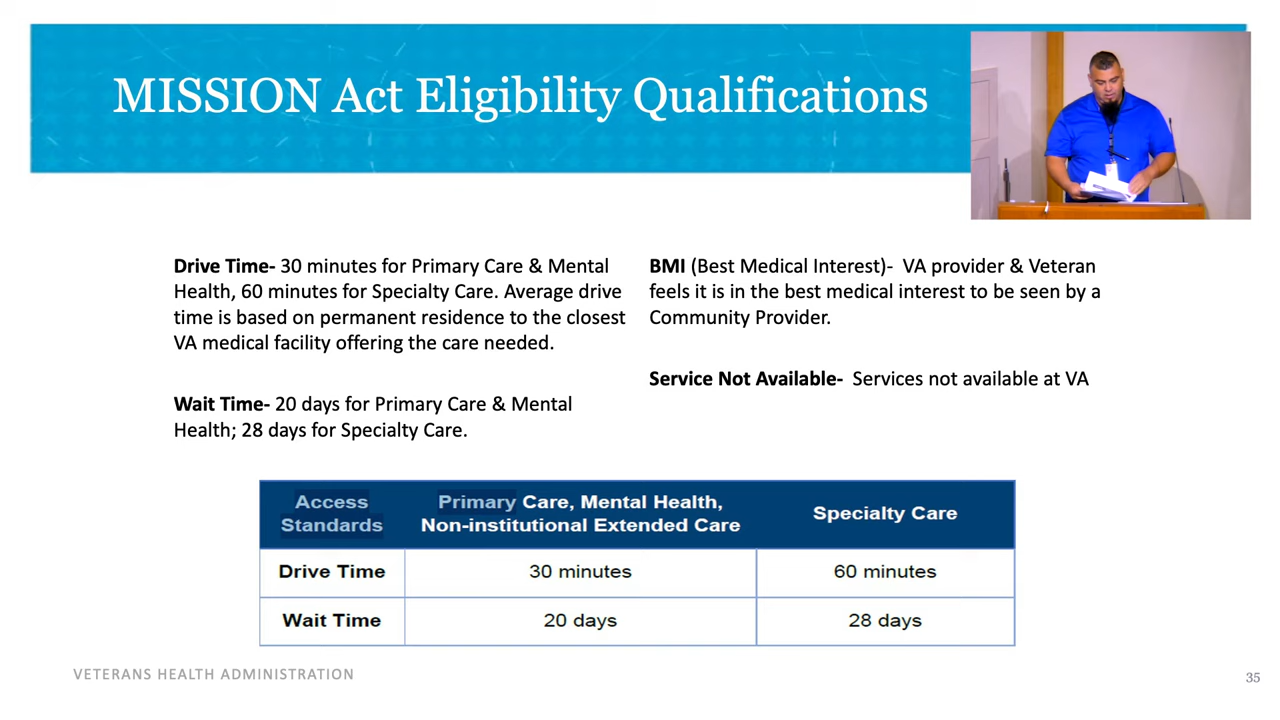 MISSION Act Eligibility Qualifications
Drive Time- 30 minutes for Primary Care & Mental
Health, 60 minutes for Specialty Care. Average drive
time is based on permanent residence to the closest
VA medical facility offering the care needed.
Wait Time- 20 days for Primary Care & Mental
Health; 28 days for Specialty Care.
BMI (Best Medical Interest)-  VA provider & Veteran
feels it is in the best medical interest to be seen by a
Community Provider.
Service Not Available-  Services not available at VA
Access
Standards
Primary Care, Mental Health,
Non-institutional Extended Care
Specialty Care
Drive Time
30 minutes
60 minutes
Wait Time
20 days
28 days
VETERANS HEALTH ADMINISTRATION
35